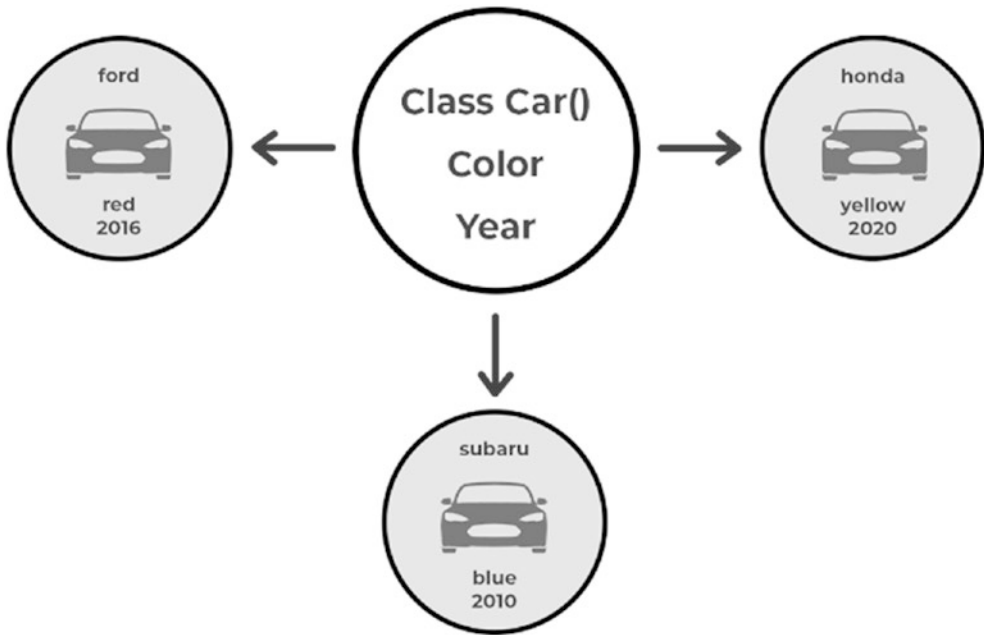 ford
red
2016
Class Car()
Color
Year
honda
yellow
2020
subaru
blue
2010